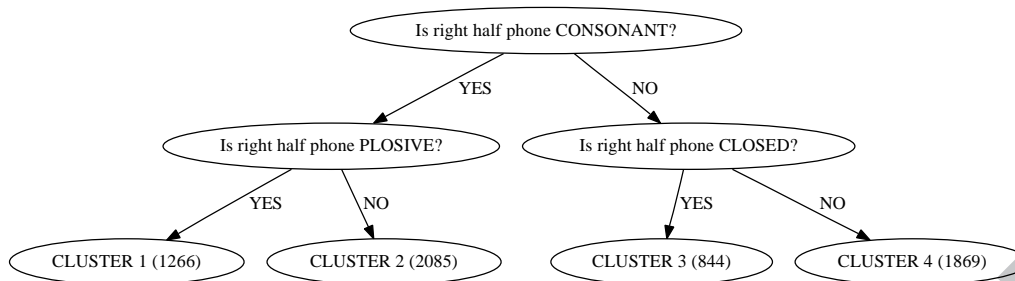 Is right half phone CONSONANT?
YES
NO
Is right half phone PLOSIVE?
Is right half phone CLOSED?
YES
NO
YES
NO
CLUSTER 1 (1266)
CLUSTER 2 (2085)
CLUSTER 3 (844)
CLUSTER 4 (1869)